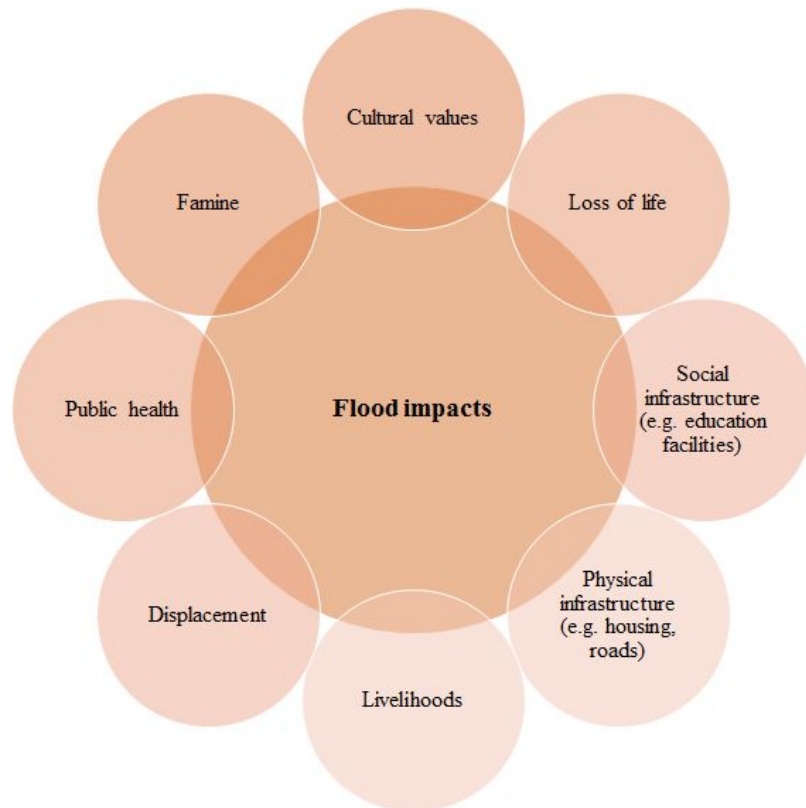 Cultural values
Loss of life
Social
infrastructure
(e.g. education
facilities)
Physical
infrastructure
(e.g. housing,
roads)
Livelihoods
Displacement
Public health
Famine
Flood impacts